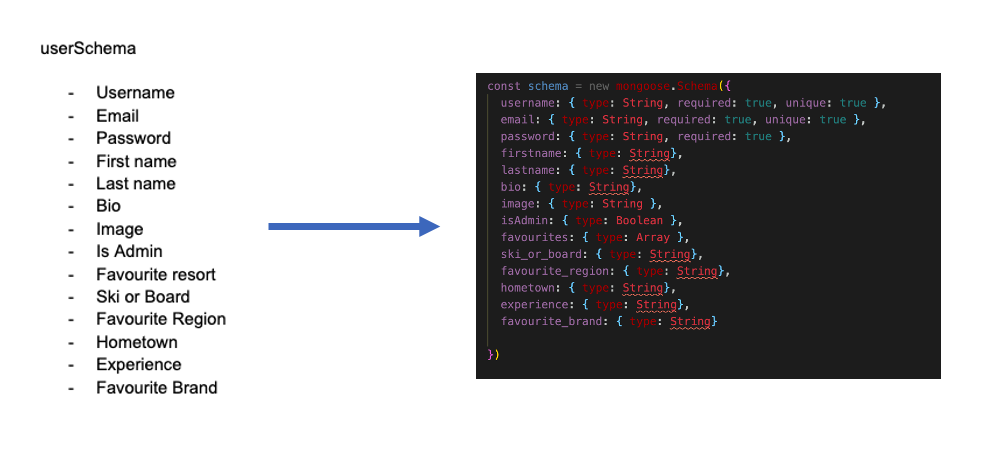 userSchema
- Username
- Email
- Password
- First name
- Last name
- Bio
- Image
- Is Admin
- Favourite resort
- Ski or Board
- Favourite Region
- Hometown
- Experience
- Favourite Brand
const schema = new mongoose.Schema({
username: { type: String, required: true, unique: true },
email: { type: String, required: true, unique: true },
password: { type: String, required: true },
firstname: { type: String},
lastname: { type: String},
bio: { type: String},
image: { type: String },
isAdmin: { type: Boolean },
favourites: { type: Array },
ski_or_board: { type: String},
favourite_region: { type: String},
hometown: { type: String},
experience: { type: String},
favourite_brand: { type: String}
})